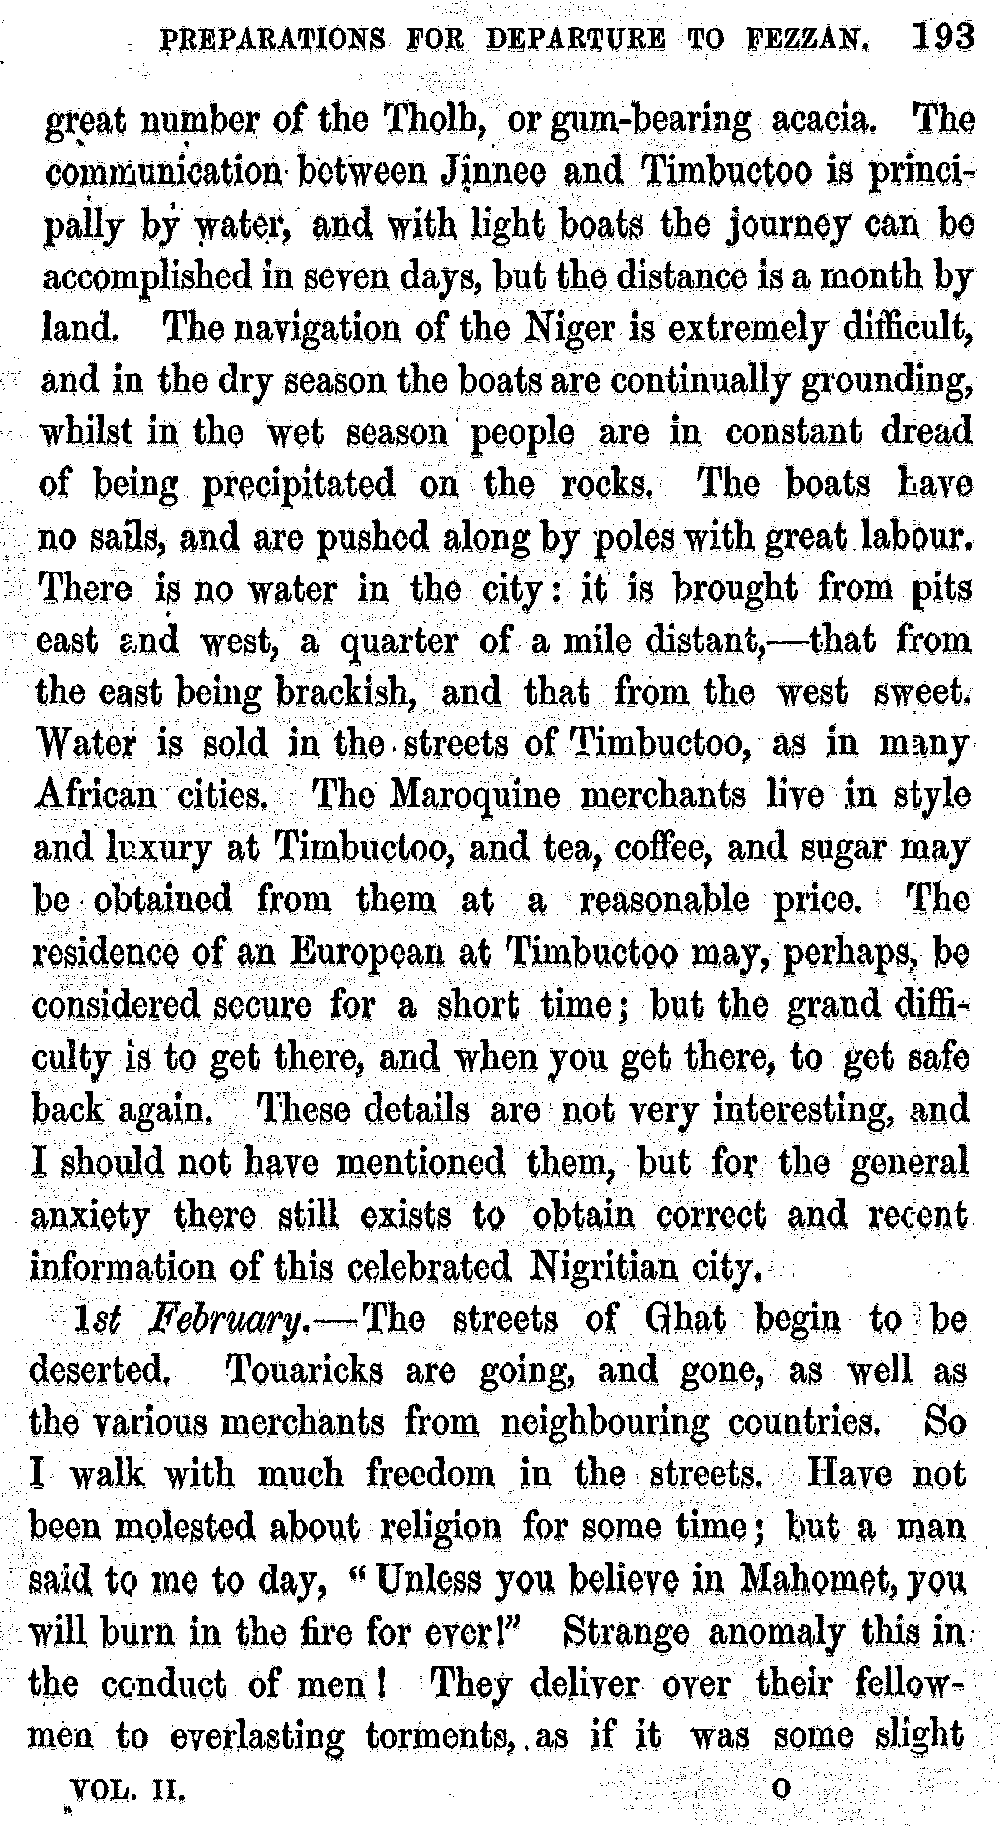 PREPARATIONS FOR DEPARTURE TO FEZZAN. 193
great number of the Tholh, or gum-bearing acacia. The
communication between Jinnee and Timbuctoo is princi-
pally by water, and with light boats the journey can be
accomplished in seven days, but the distance is a month by
land. The navigation of the Niger is extremely difficult,
and in the dry season the boats are continually grounding,
whilst in the wet season people are in constant dread
of being precipitated on the rocks. The boats have
no sails, and are pushed along by poles with great labour.
There is no water in the city: it is brought from pits
east and west, a quarter of a mile distant,—that from
the east being brackish, and that from the west sweet.
Water is sold in the streets of Timbuctoo, as in many
African cities. The Maroquine merchants live in style
and luxury at Timbuctoo, and tea, coffee, and sugar may
be obtained from them at a reasonable price. The
residence of an European at Timbuctoo may, perhaps, be
considered secure for a short time; but the grand diffi-
culty is to get there, and when you get there, to get safe
back again. These details are not very interesting, and
I should not have mentioned them, but for the general
anxiety there still exists to obtain correct and recent
information of this celebrated Nigritian city.
1st February.—The streets of Ghat begin to be
deserted. Touaricks are going, and gone, as well as
the various merchants from neighbouring countries. So
I walk with much freedom in the streets. Have not
been molested about religion for some time; but a man
said to me to day, "Unless you believe in Mahomet, you
will burn in the fire for ever!" Strange anomaly this in
the conduct of men! They deliver over their fellow-
men to everlasting torments, as if it was some slight
VOL. II. O